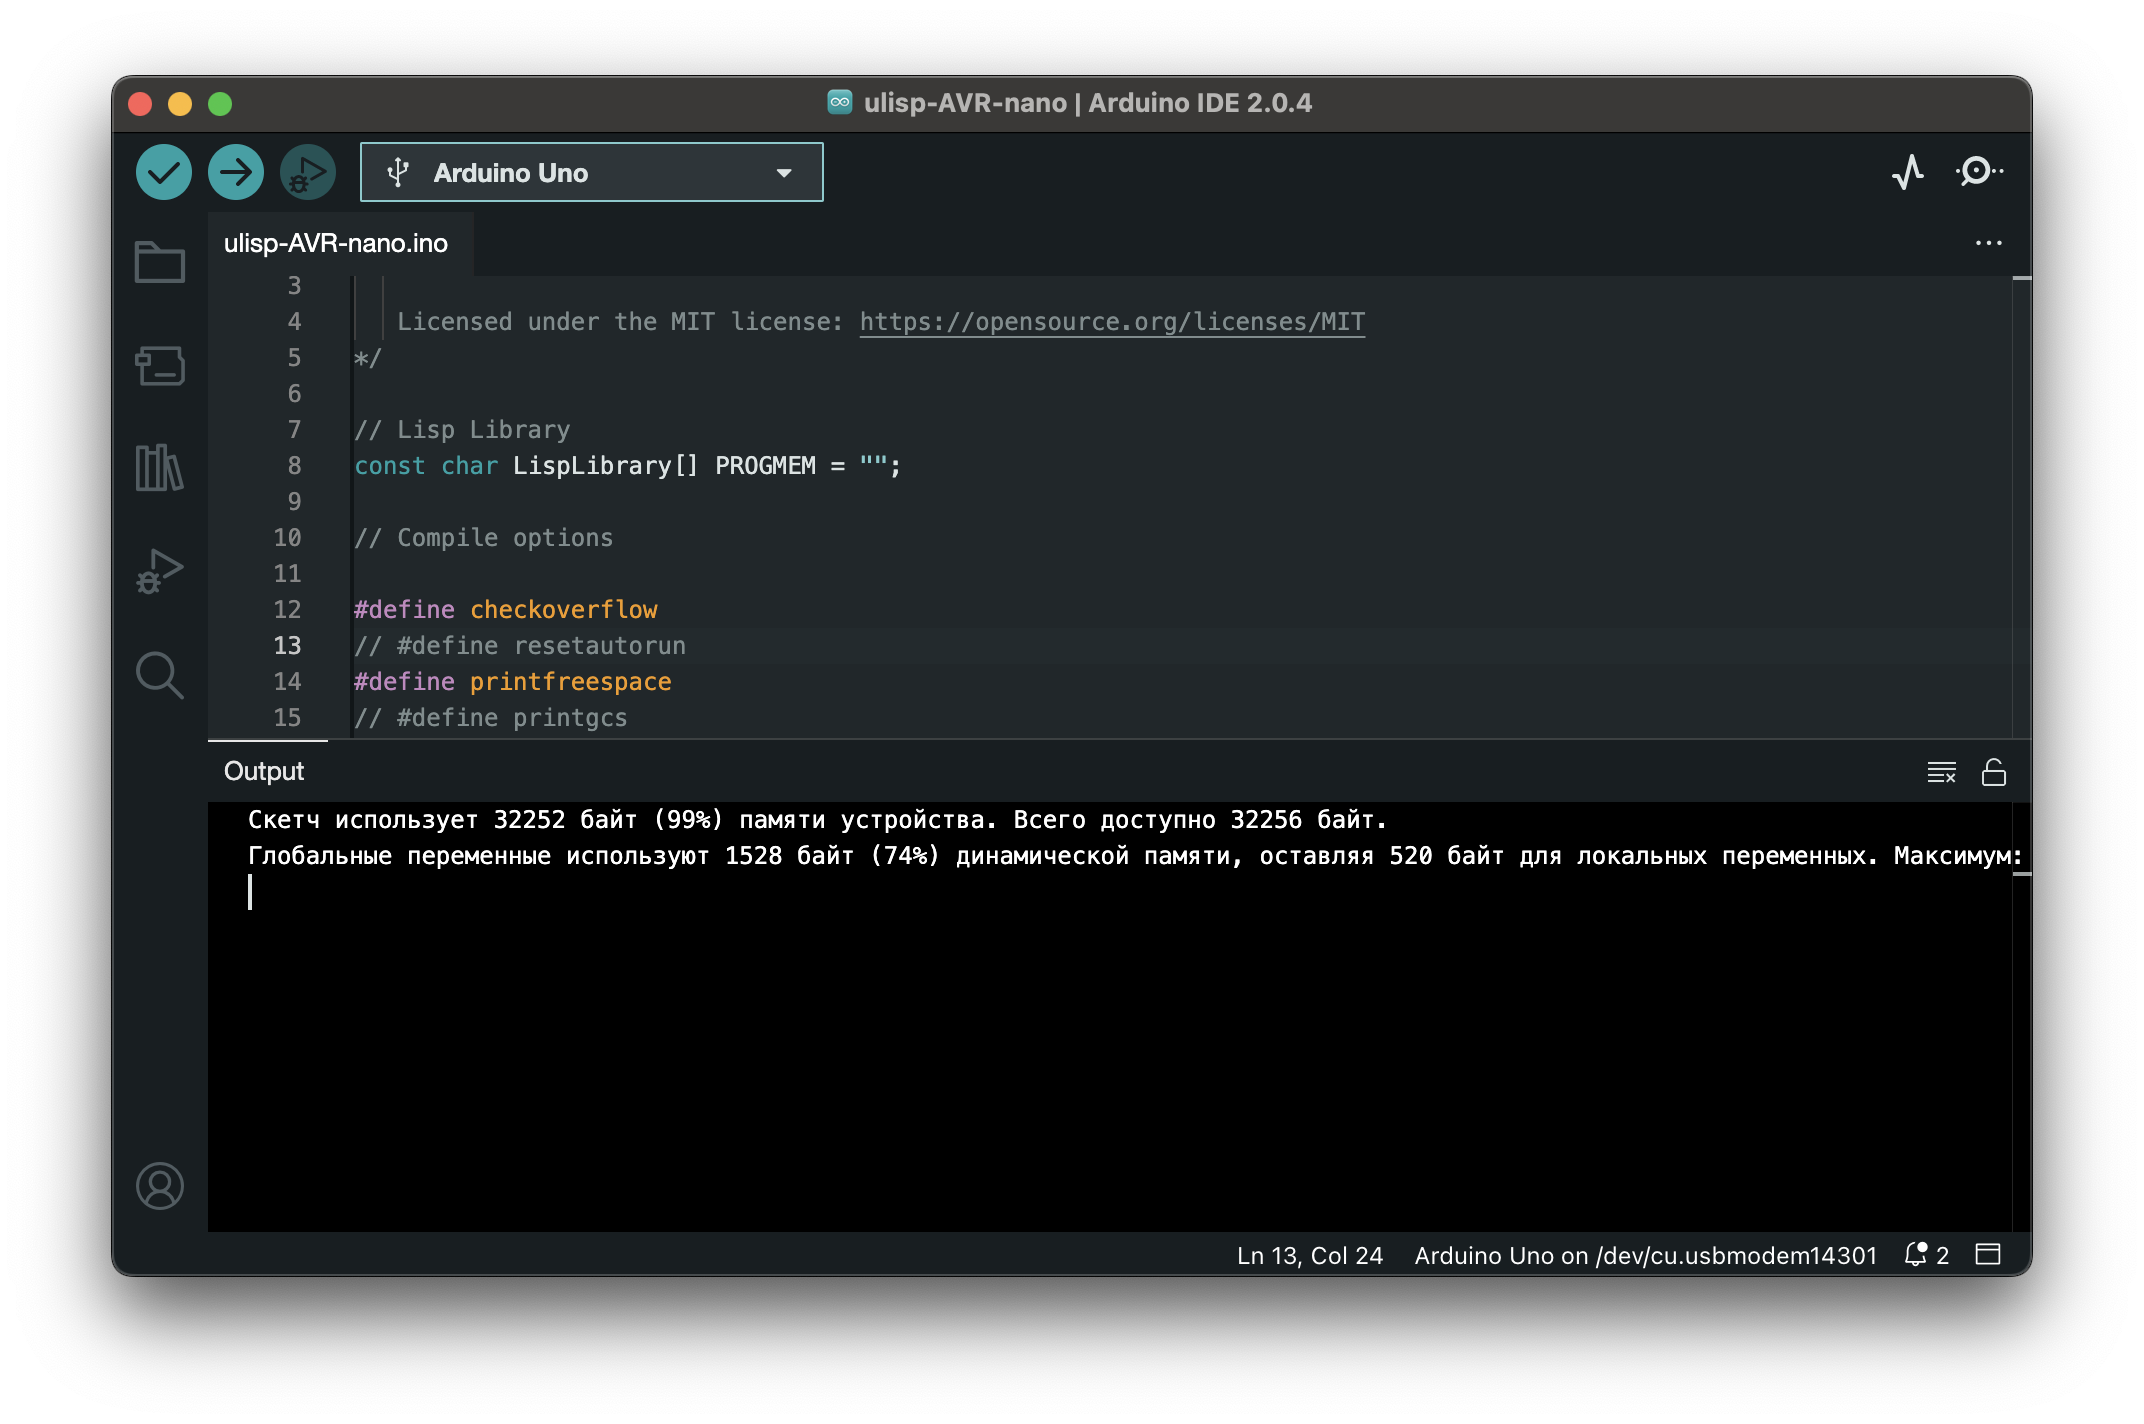 ulisp-AVR-nano | Arduino IDE 2.0.4
Arduino Uno
ulisp-AVR-nano.ino
3
4 Licensed under the MIT license: https://opensource.org/licenses/MIT
5 */
6
7 // Lisp Library
8 const char LispLibrary[] PROGMEM = "";
9
10 // Compile options
11
12 #define checkoverflow
13 // #define resetautorun
14 #define printfreespace
15 // #define printgcs
Output
Скетч использует 32252 байт (99%) памяти устройства. Всего доступно 32256 байт.
Глобальные переменные используют 1528 байт (74%) динамической памяти, оставляя 520 байт для локальных переменных. Максимум:
Ln 13, Col 24 Arduino Uno on /dev/cu.usbmodem14301 2